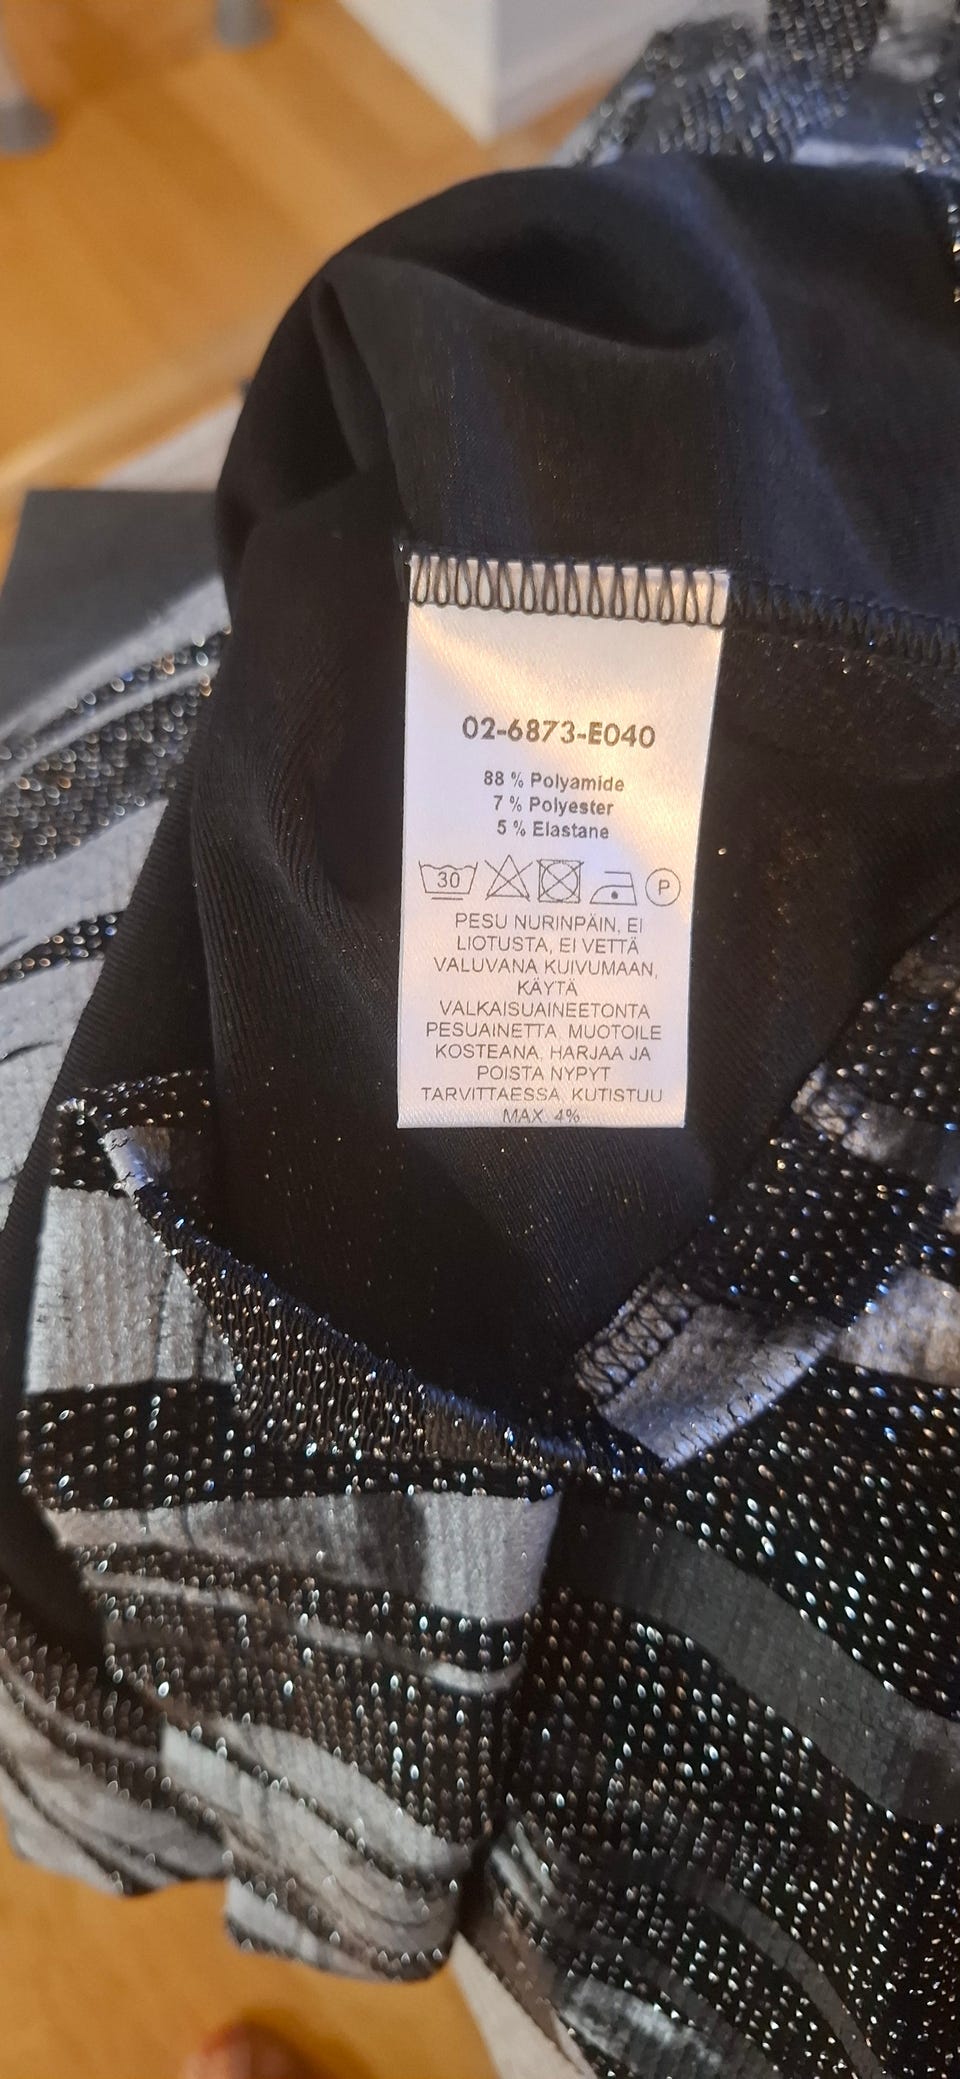 02-6873-E040
88 % Polyamide
7 % Polyester
5 % Elastane
30 P
PESU NURINPÄIN, EI
LIOTUSTA, EI VETTÄ
VALUVANA KUIVUMAAN,
KÄYTÄ
VALKAISUAINEETONTA
PESUAINETTA, MUOTOILE
KOSTEANA, HARJAA JA
POISTA NYPYT
TARVITTAESSA, KUTISTUU
MAX. 4%